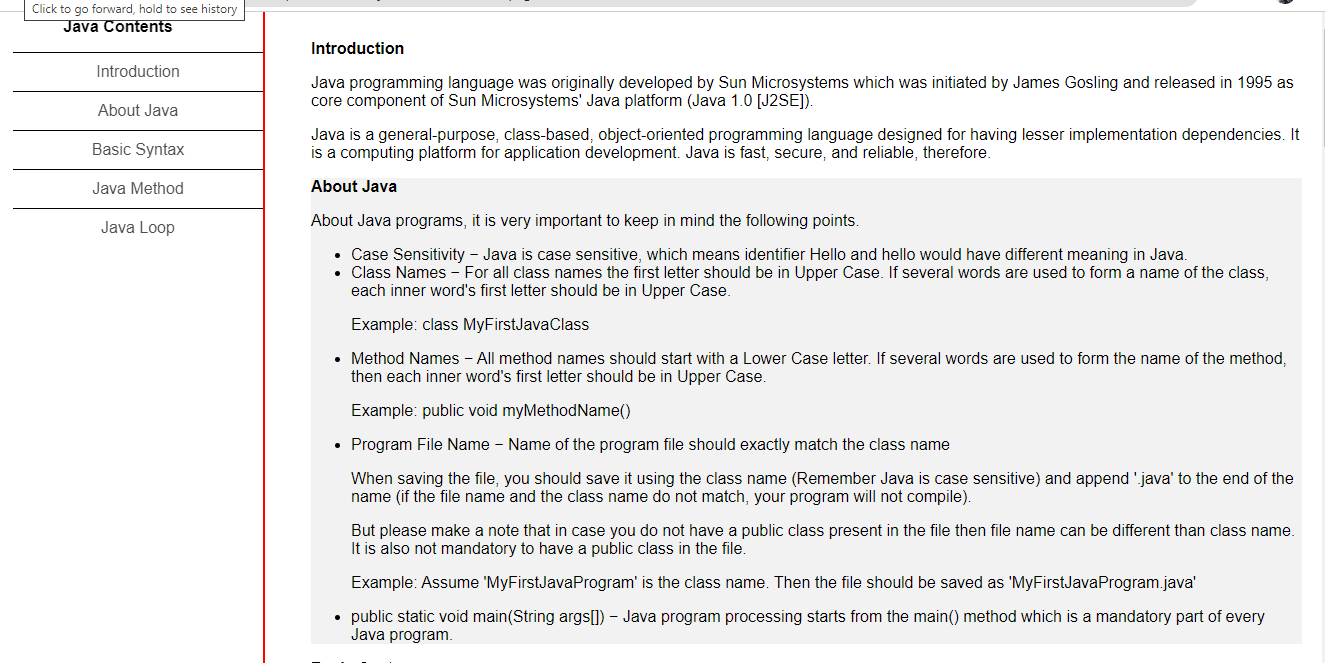 Click to go forward, hold to see history
Java Contents
Introduction
About Java
Basic Syntax
Java Method
Java Loop
Introduction
Java programming language was originally developed by Sun Microsystems which was initiated by James Gosling and released in 1995 as
core component of Sun Microsystems' Java platform (Java 1.0 [J2SE]).
Java is a general-purpose, class-based, object-oriented programming language designed for having lesser implementation dependencies. It
is a computing platform for application development. Java is fast, secure, and reliable, therefore.
About Java
About Java programs, it is very important to keep in mind the following points.
• Case Sensitivity − Java is case sensitive, which means identifier Hello and hello would have different meaning in Java.
• Class Names − For all class names the first letter should be in Upper Case. If several words are used to form a name of the class,
each inner word's first letter should be in Upper Case.
Example: class MyFirstJavaClass
• Method Names − All method names should start with a Lower Case letter. If several words are used to form the name of the method,
then each inner word's first letter should be in Upper Case.
Example: public void myMethodName()
• Program File Name − Name of the program file should exactly match the class name
When saving the file, you should save it using the class name (Remember Java is case sensitive) and append '.java' to the end of the
name (if the file name and the class name do not match, your program will not compile).
But please make a note that in case you do not have a public class present in the file then file name can be different than class name.
It is also not mandatory to have a public class in the file.
Example: Assume 'MyFirstJavaProgram' is the class name. Then the file should be saved as 'MyFirstJavaProgram.java'
• public static void main(String args[]) − Java program processing starts from the main() method which is a mandatory part of every
Java program.